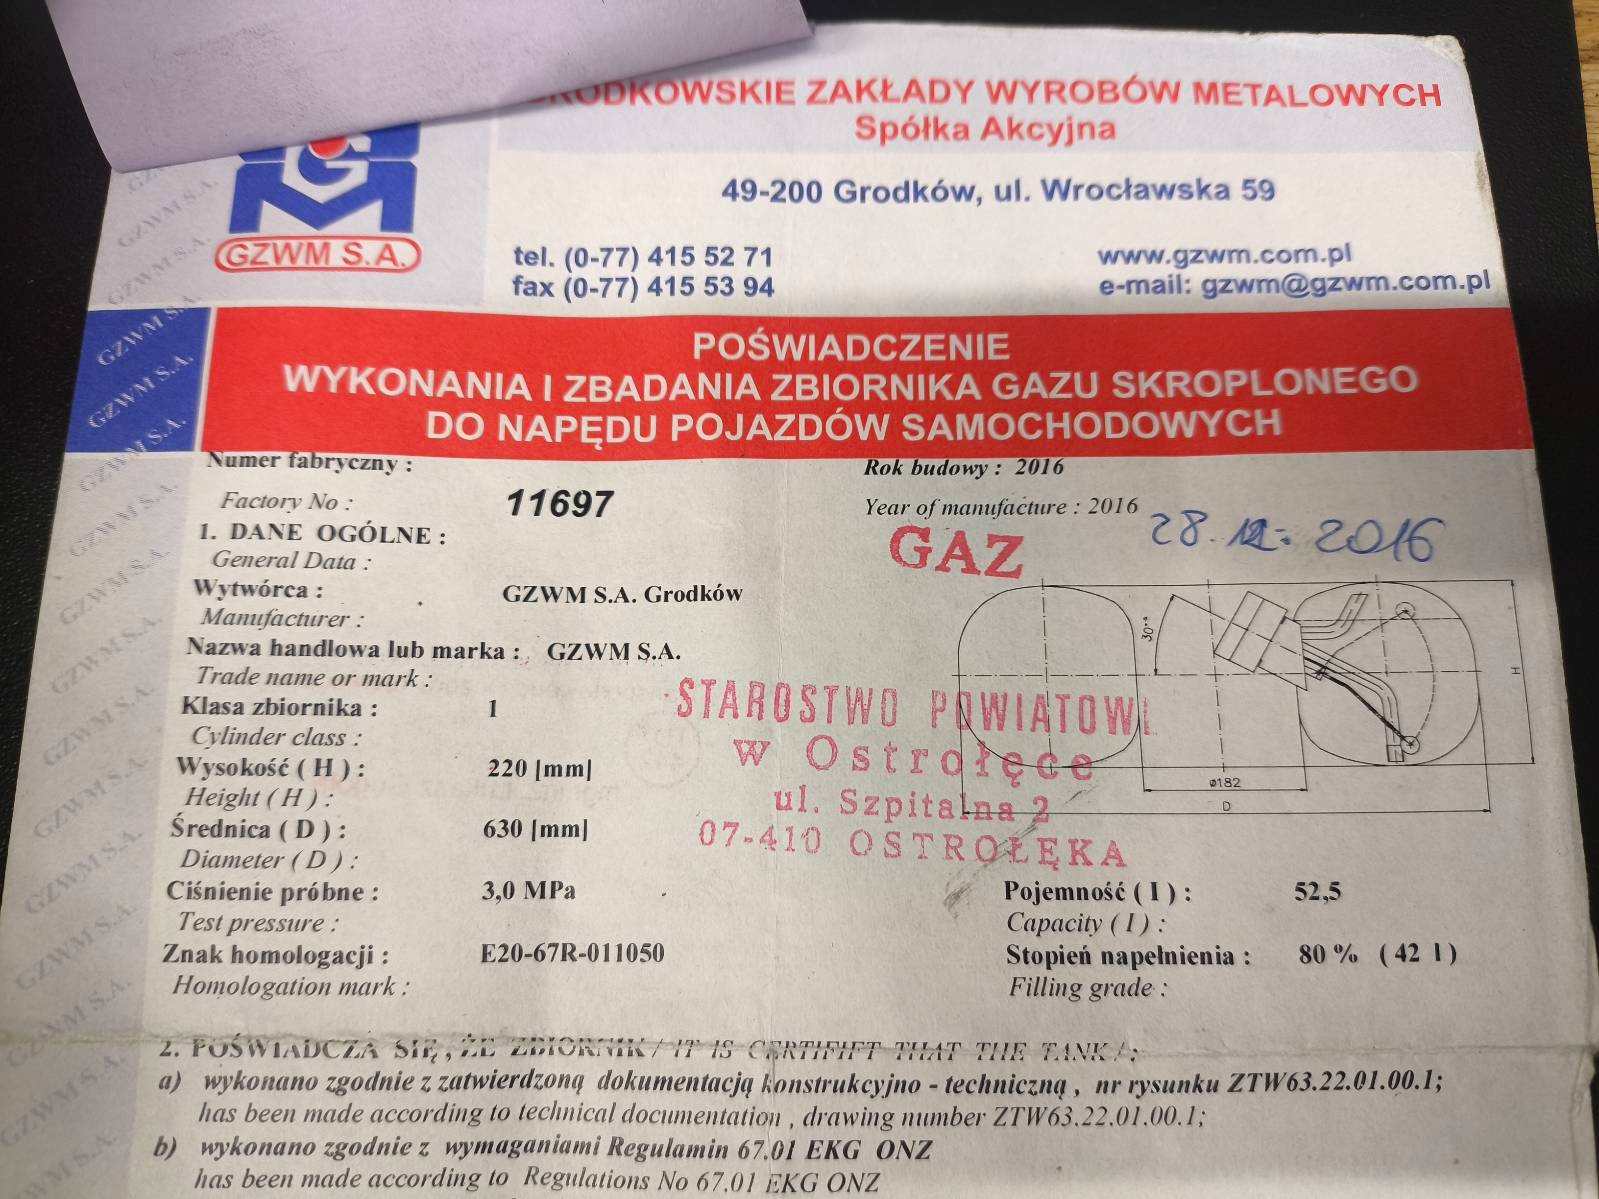 RODKOWSKIE ZAKŁADY WYROBÓW METALOWYCH
Spółka Akcyjna
49-200 Grodków, ul. Wrocławska 59
GZWM S.A.
tel. (0-77) 415 52 71
www.gzwm.com.pl
fax (0-77) 415 53 94
e-mail: gzwm@gzwm.com.pl
POŚWIADCZENIE
WYKONANIA I ZBADANIA ZBIORNIKA GAZU SKROPLONEGO
DO NAPĘDU POJAZDÓW SAMOCHODOWYCH
Numer fabryczny :
Rok budowy : 2016
Factory No :
11697
Year of manufacture : 2016
28.12.2016
GAZ
1. DANE OGÓLNE :
General Data :
Wytwórca :
GZWM S.A. Grodków
Manufacturer :
Nazwa handlowa lub marka : GZWM S.A.
Trade name or mark :
Klasa zbiornika :
1
Cylinder class :
Wysokość ( H ) :
220 [mm]
Height ( H ) :
Średnica ( D ) :
630 [mm]
Diameter ( D ) :
Ciśnienie próbne :
3,0 MPa
Test pressure :
Znak homologacji :
E20-67R-011050
Homologation mark :
STAROSTWO POWIATOW
w Ostrołęce
ul. Szpitalna 2
07-410 OSTROŁĘKA
H
ø182
D
Pojemność ( l ) :
52,5
Capacity ( l ) :
Stopień napełnienia :
80 % ( 42 l )
Filling grade :
2. POŚWIADCZA SIĘ , ŻE ZBIORNIK / IT IS CERTIFIFT THAT THE TANK / :
a) wykonano zgodnie z zatwierdzoną dokumentacją konstrukcyjno - techniczną , nr rysunku ZTW63.22.01.00.1;
has been made according to technical documentation , drawing number ZTW63.22.01.00.1;
b) wykonano zgodnie z wymaganiami Regulamin 67.01 EKG ONZ
has been made according to Regulations No 67.01 EKG ONZ